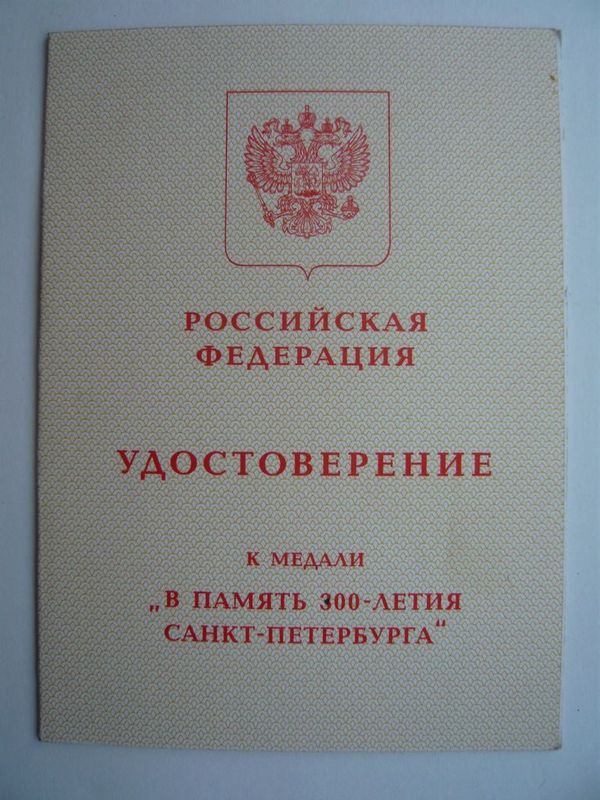 РОССИЙСКАЯ
ФЕДЕРАЦИЯ
УДОСТОВЕРЕНИЕ
К МЕДАЛИ
„В ПАМЯТЬ 300-ЛЕТИЯ
САНКТ-ПЕТЕРБУРГА“